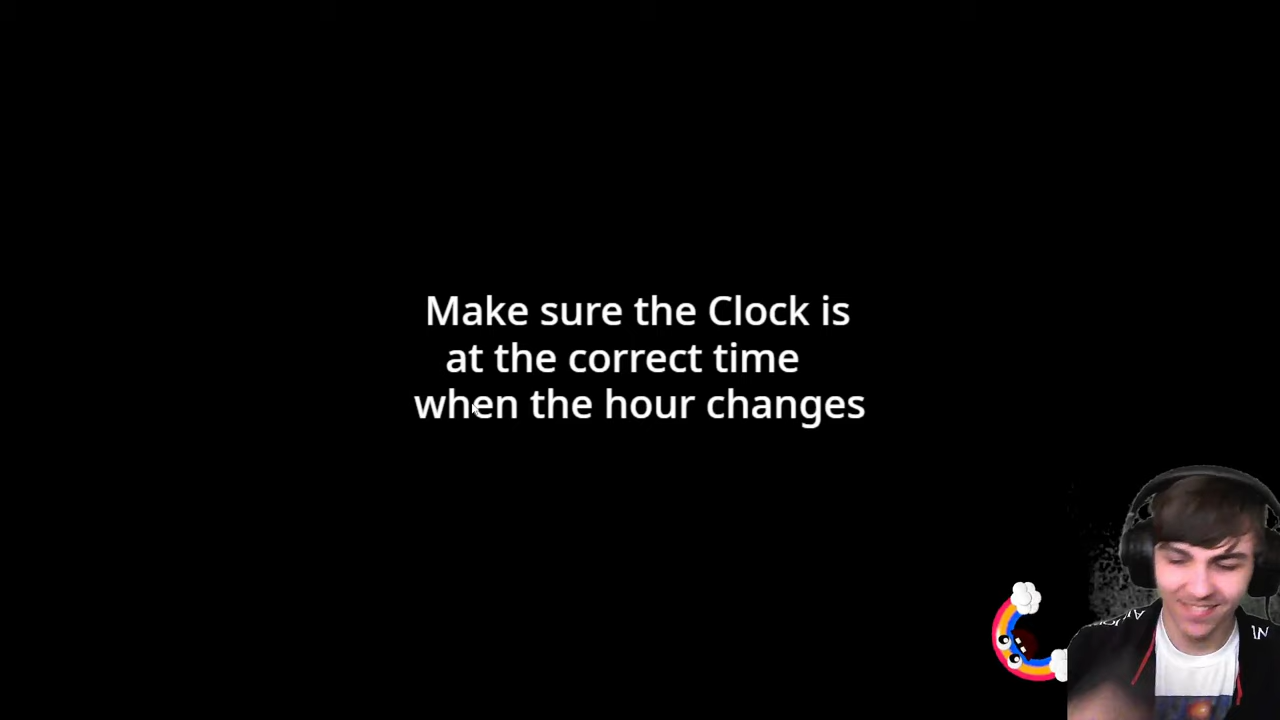 Make sure the Clock is
at the correct time
when the hour changes